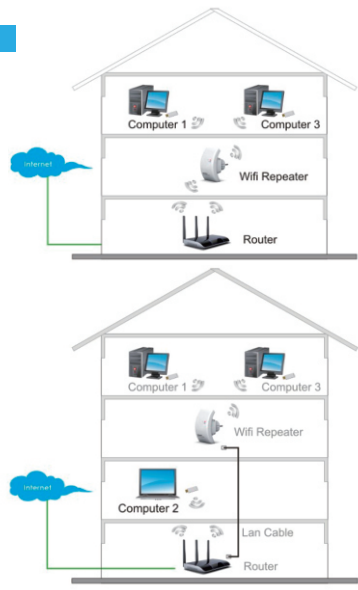 Computer 1
Computer 3
Internet
Wifi Repeater
Router
Computer 1
Computer 3
Wifi Repeater
Internet
Computer 2
Lan Cable
Router